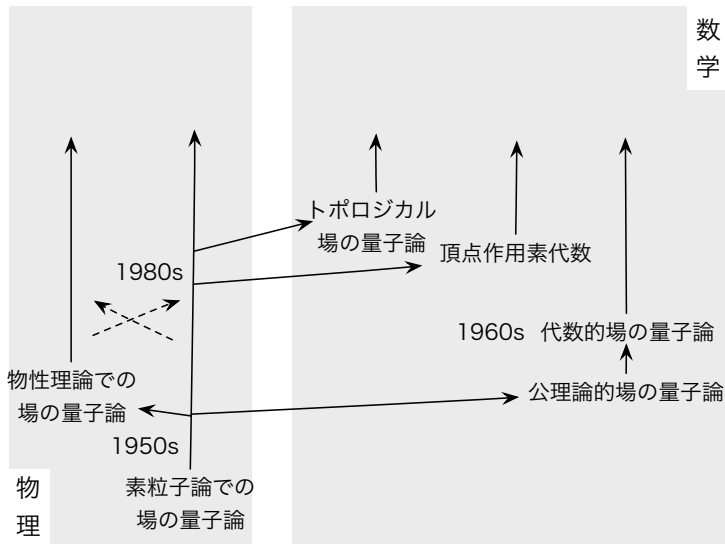 数
学
トポロジカル
場の量子論
頂点作用素代数
1980s
1960s 代数的場の量子論
物性理論での
場の量子論
公理論的場の量子論
1950s
素粒子論での
場の量子論
物
理